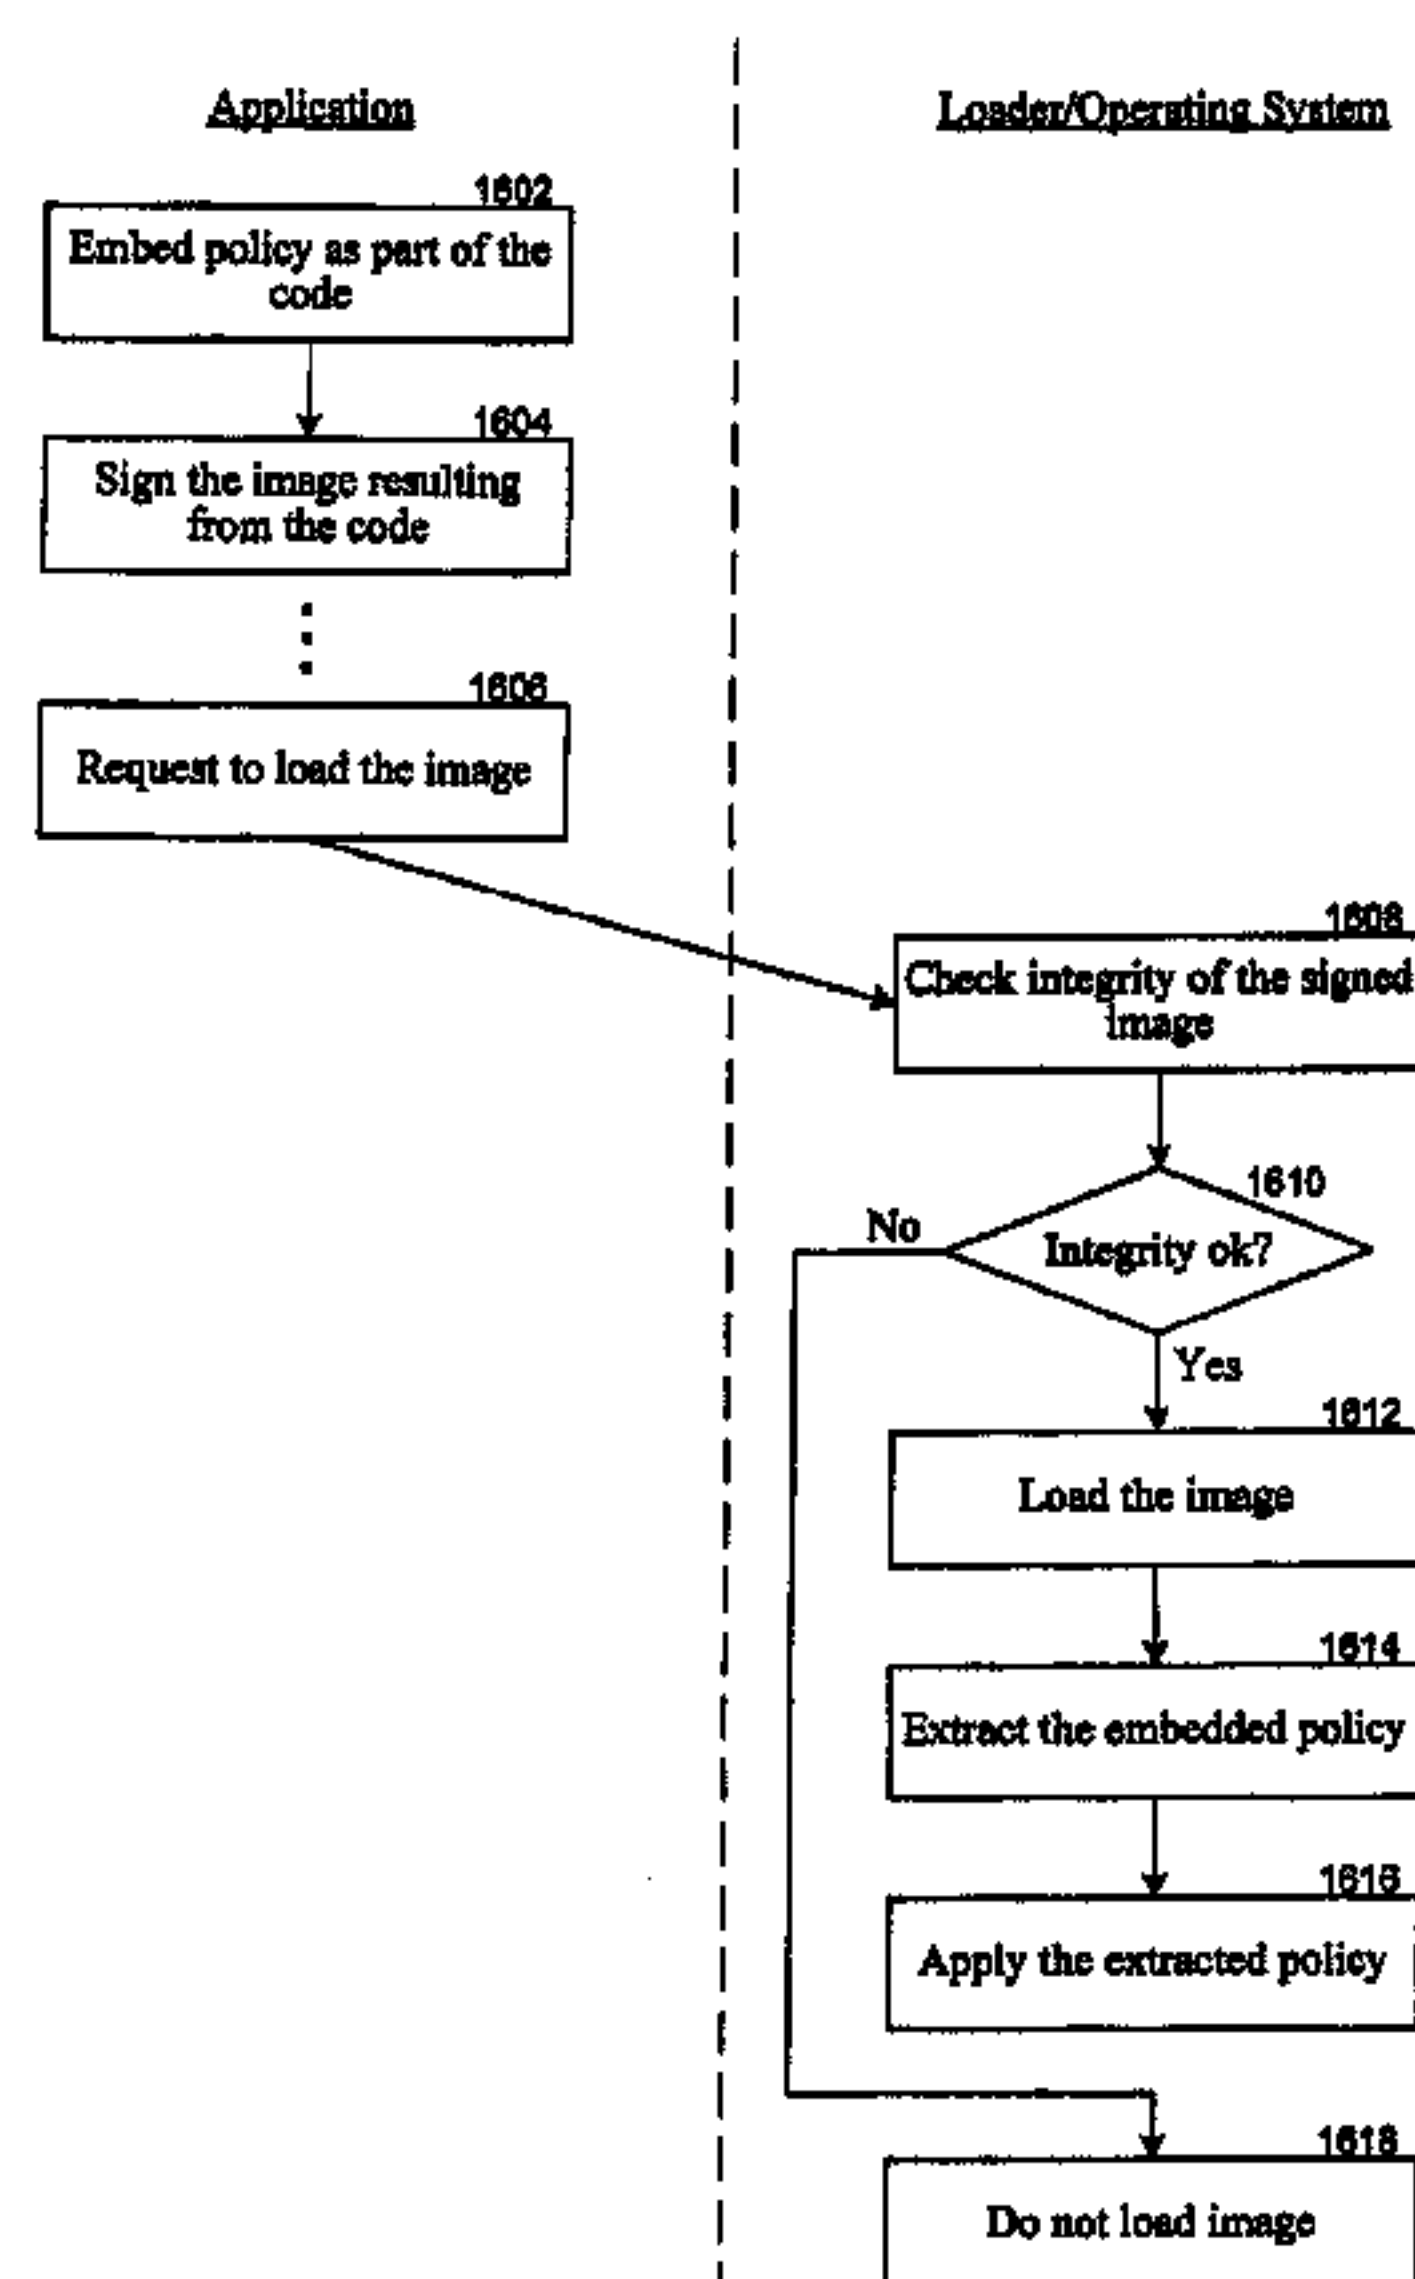 Application
Loader/Operating System
1602
Embed policy as part of the
code
1604
Sign the image resulting
from the code
1606
Request to load the image
1608
Check integrity of the signed
image
1610
Integrity ok?
No
Yes
1612
Load the image
1614
Extract the embedded policy
1616
Apply the extracted policy
1618
Do not load image